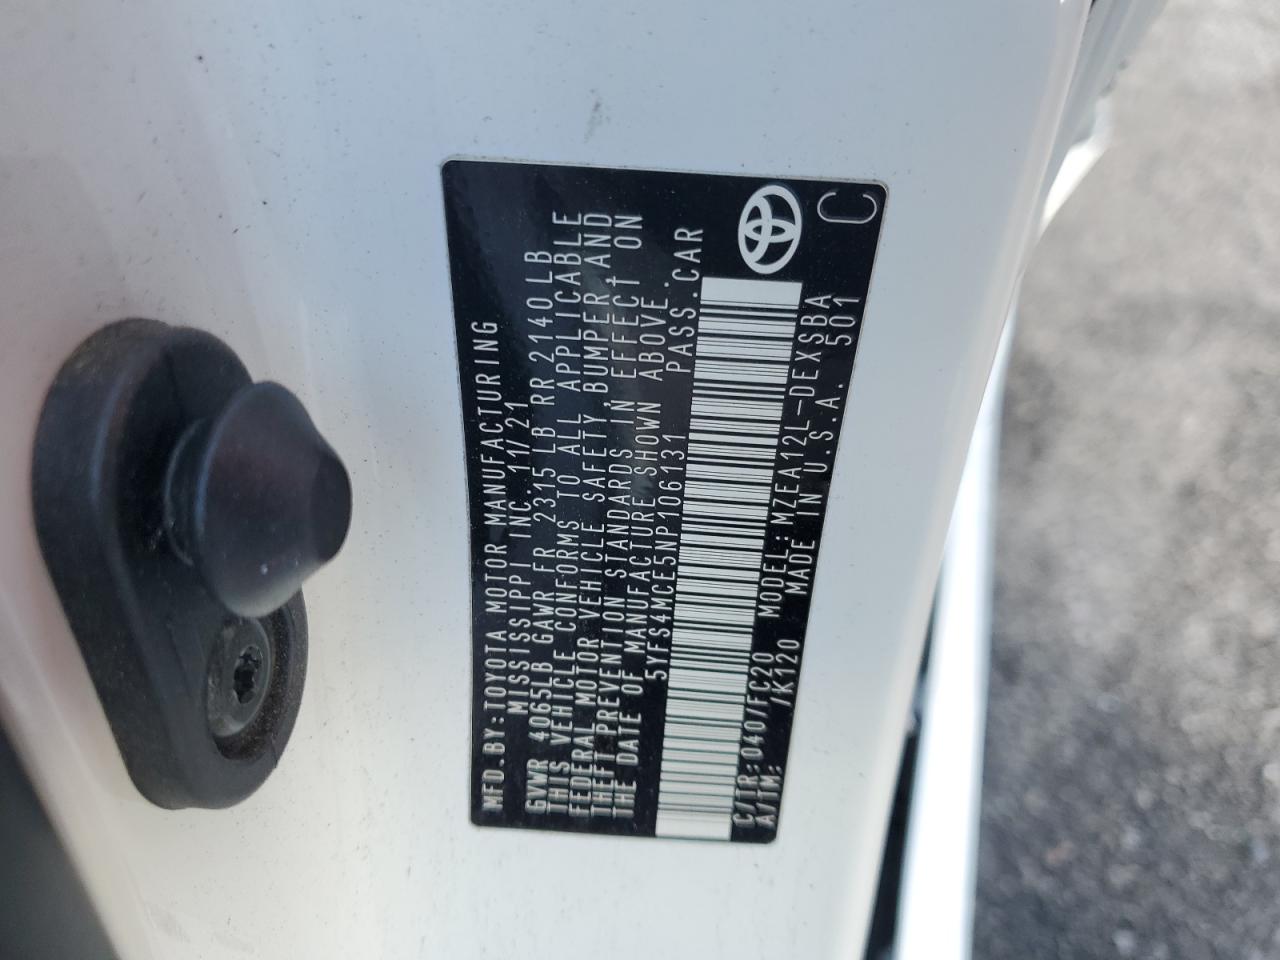 MFD.BY:TOYOTA MOTOR MANUFACTURING
MISSISSIPPI INC. 11/21
GVWR 4065LB GAWR FR 2315 LB RR 2140 LB
THIS VEHICLE CONFORMS TO ALL APPLICABLE
FEDERAL MOTOR VEHICLE SAFETY, BUMPER, AND
THEFT PREVENTION STANDARDS IN EFFECT ON
THE DATE OF MANUFACTURE SHOWN ABOVE.
5YFS4MCE5NP106131 PASS.CAR
C/TR:040/FC20 MODEL:MZEA12L-DEXSBA
A/TM: /K120 MADE IN U.S.A. 501
C